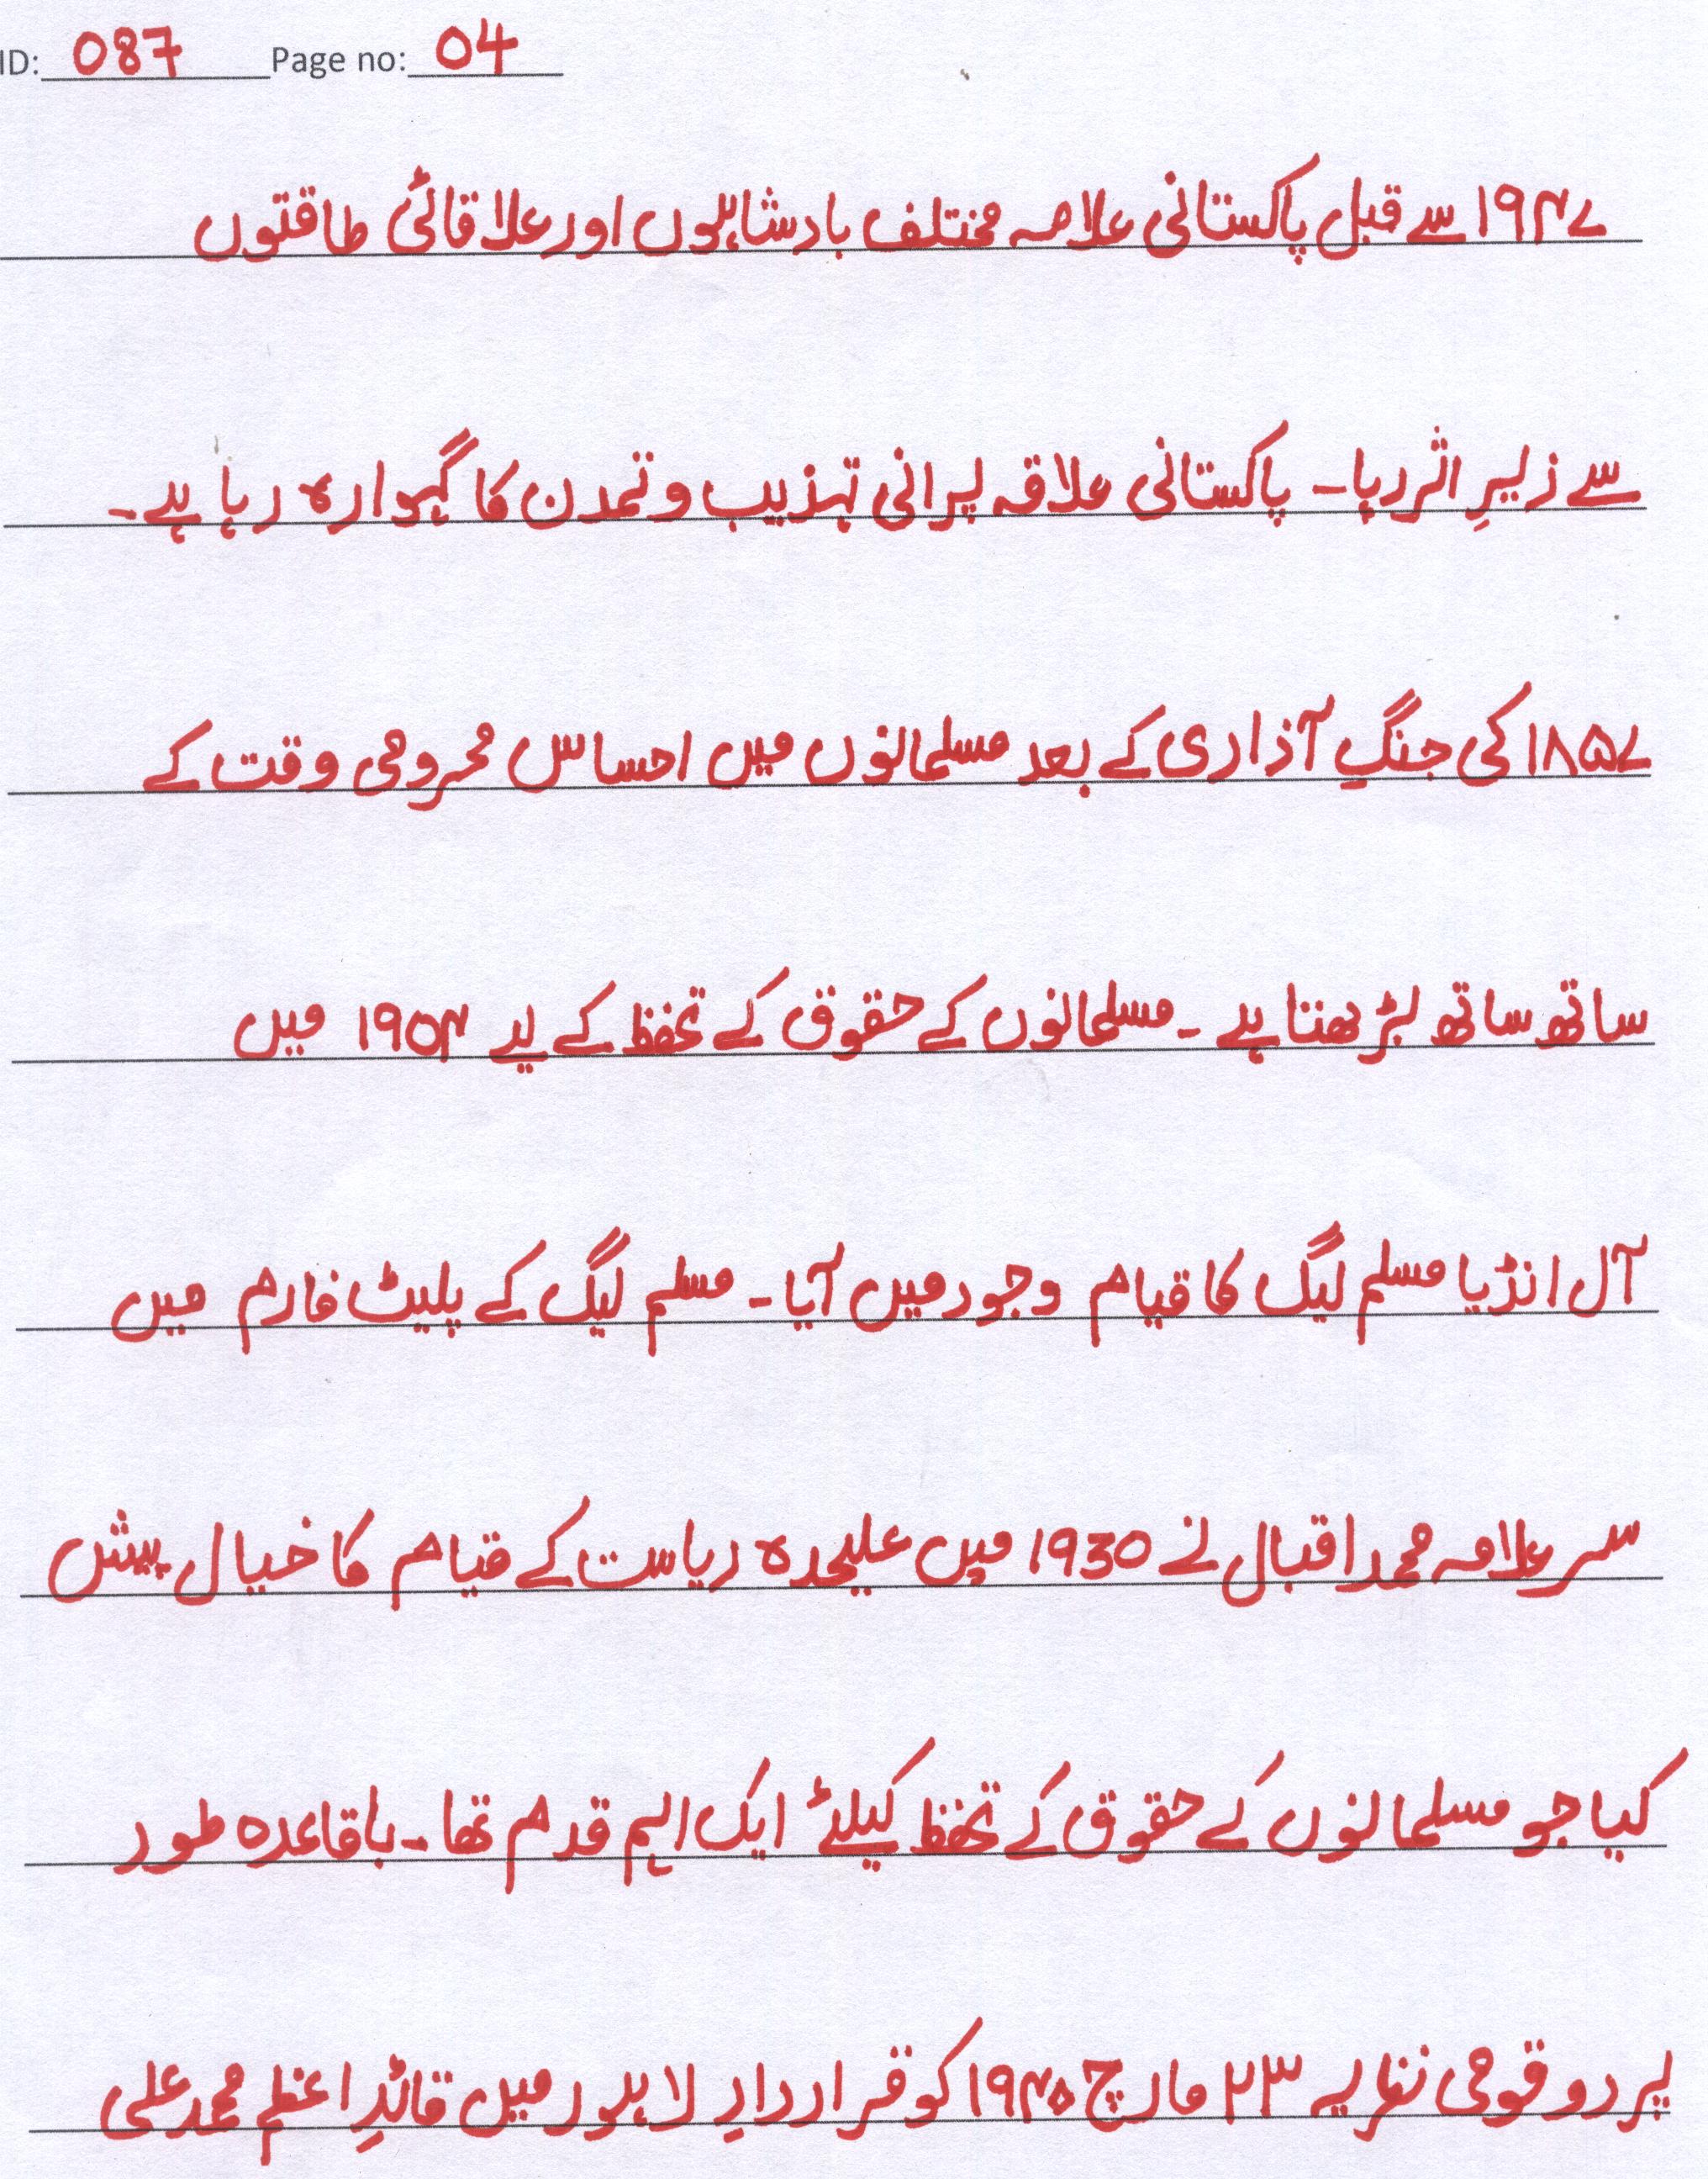 ID: 087 Page no: 04
۱۹۴۷ سے قبل پاکستانی علامہ مختلف بادشاہوں اور علاقائی طاقتوں
سے زیرِ اثر رہا۔ پاکستانی علاقہ پرانی تہذیب و تمدن کا گہوارہ رہا ہے۔
۱۸۵۷ کی جنگِ آذاری کے بعد مسلمانوں میں احساس محرومی وقت کے
ساتھ ساتھ بڑھتا ہے ۔ مسلمانوں کے حقوق کے تحفظ کے لیے ۱۹۰۴ میں
آل انڈیا مسلم لیگ کا قیام وجود میں آیا۔ مسلم لیگ کے پلیٹ فارم میں
سر علامہ محمد اقبال نے 1930 میں علیحدہ ریاست کے قیام کا خیال پیش
کیا جو مسلمانوں کے حقوق کے تحفظ کیلئے ایک اہم قدم تھا۔ باقاعدہ طور
پر دو قومی نظریہ ۲۳ مارچ ۱۹۴۰ کو قراردادِ لاہور میں قائدِ اعظم محمد علی